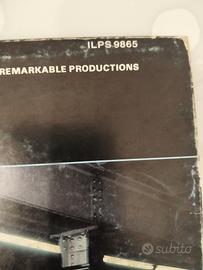 ILPS 9865
REMARKABLE PRODUCTIONS
subito